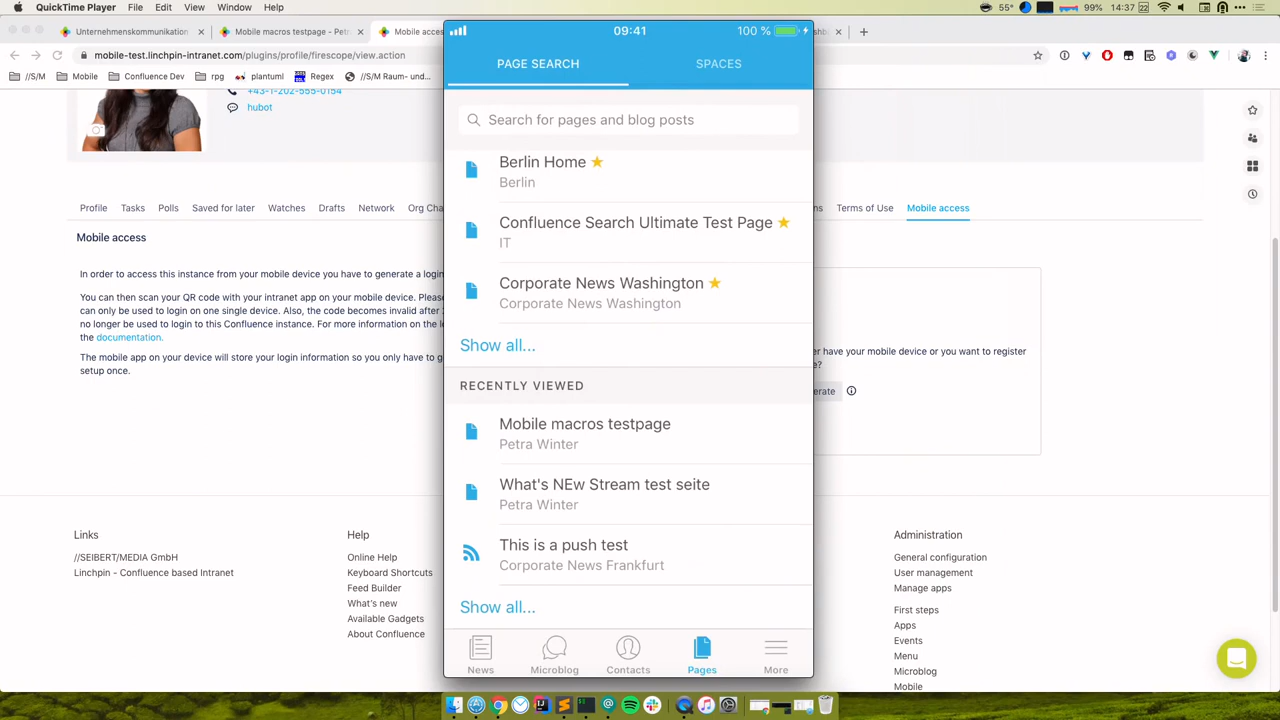 QuickTime Player File Edit View Window Help
55° 99% 14:37
Unternehmenskommunikation
Mobile macros testpage - Pet
Mobile acces
mobile-test.linchpin-intranet.com/plugins/profile/firescope/view.action
//S/M Mobile Confluence Dev rpg plantuml Regex //S/M Raum- und...
+43-1-202-555-0154
hubot
Profile Tasks Polls Saved for later Watches Drafts Network Org Cha
Terms of Use Mobile access
Mobile access
In order to access this instance from your mobile device you have to generate a login
You can then scan your QR code with your intranet app on your mobile device. Please
can only be used to login on one single device. Also, the code becomes invalid after
no longer be used to login to this Confluence instance. For more information on the
the documentation.
The mobile app on your device will store your login information so you only have to
setup once.
er have your mobile device or you want to register
e?
erate
09:41
100 %
PAGE SEARCH SPACES
Search for pages and blog posts
Berlin Home
Berlin
Confluence Search Ultimate Test Page
IT
Corporate News Washington
Corporate News Washington
Show all...
RECENTLY VIEWED
Mobile macros testpage
Petra Winter
What's NEw Stream test seite
Petra Winter
This is a push test
Corporate News Frankfurt
Show all...
News Microblog Contacts Pages More
Links
//SEIBERT/MEDIA GmbH
Linchpin - Confluence based Intranet
Help
Online Help
Keyboard Shortcuts
Feed Builder
What's new
Available Gadgets
About Confluence
Administration
General configuration
User management
Manage apps
First steps
Apps
Events
Menu
Microblog
Mobile